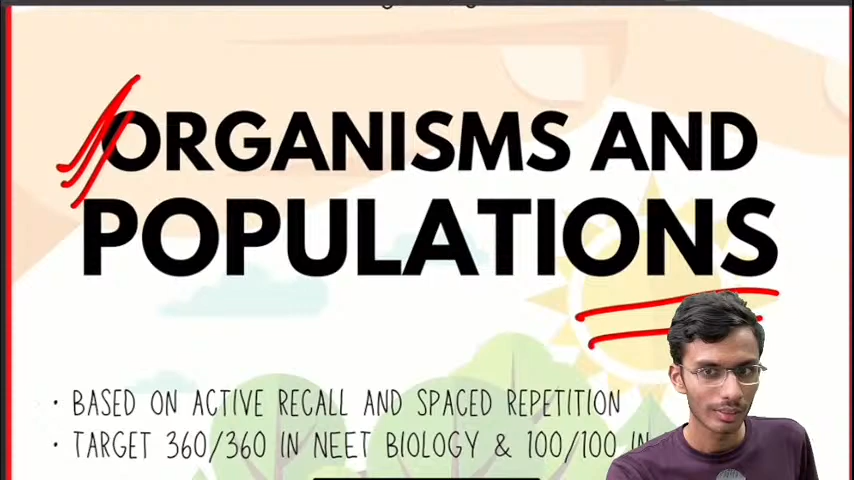 ORGANISMS AND
POPULATIONS
• BASED ON ACTIVE RECALL AND SPACED REPETITION
• TARGET 360/360 IN NEET BIOLOGY & 100/100 IN